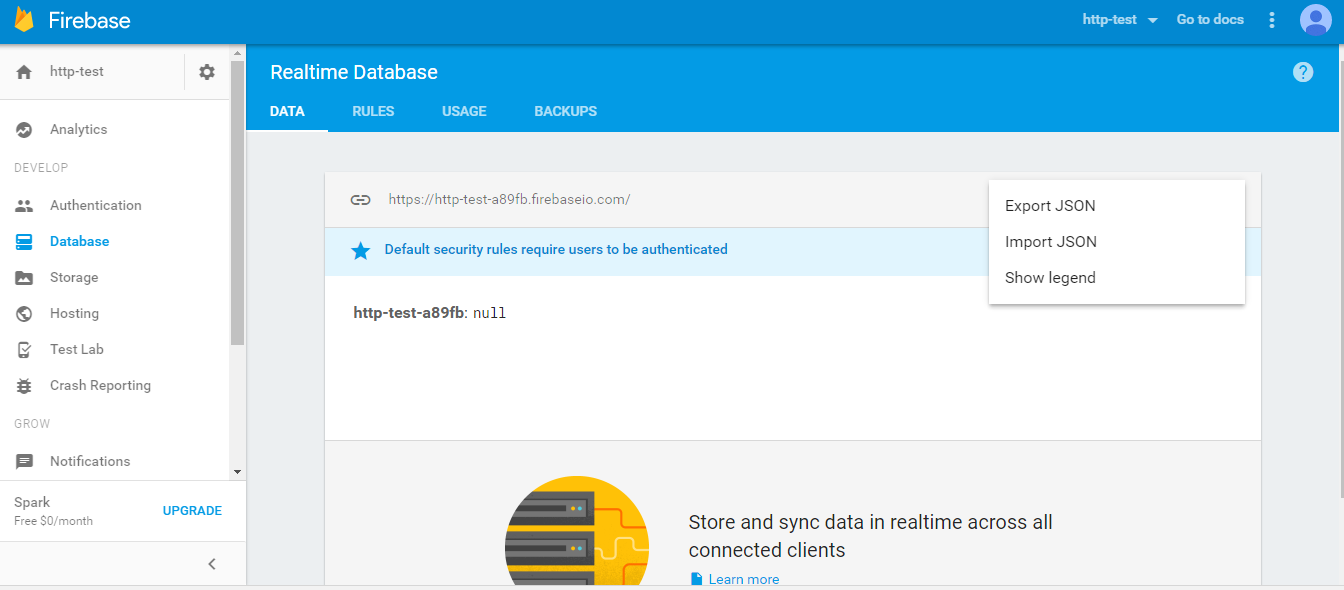 Firebase
http-test
Go to docs
http-test
Analytics
DEVELOP
Authentication
Database
Storage
Hosting
Test Lab
Crash Reporting
GROW
Notifications
Spark
Free $0/month
UPGRADE
Realtime Database
DATA
RULES
USAGE
BACKUPS
https://http-test-a89fb.firebaseio.com/
Default security rules require users to be authenticated
Export JSON
Import JSON
Show legend
http-test-a89fb: null
Store and sync data in realtime across all
connected clients
Learn more